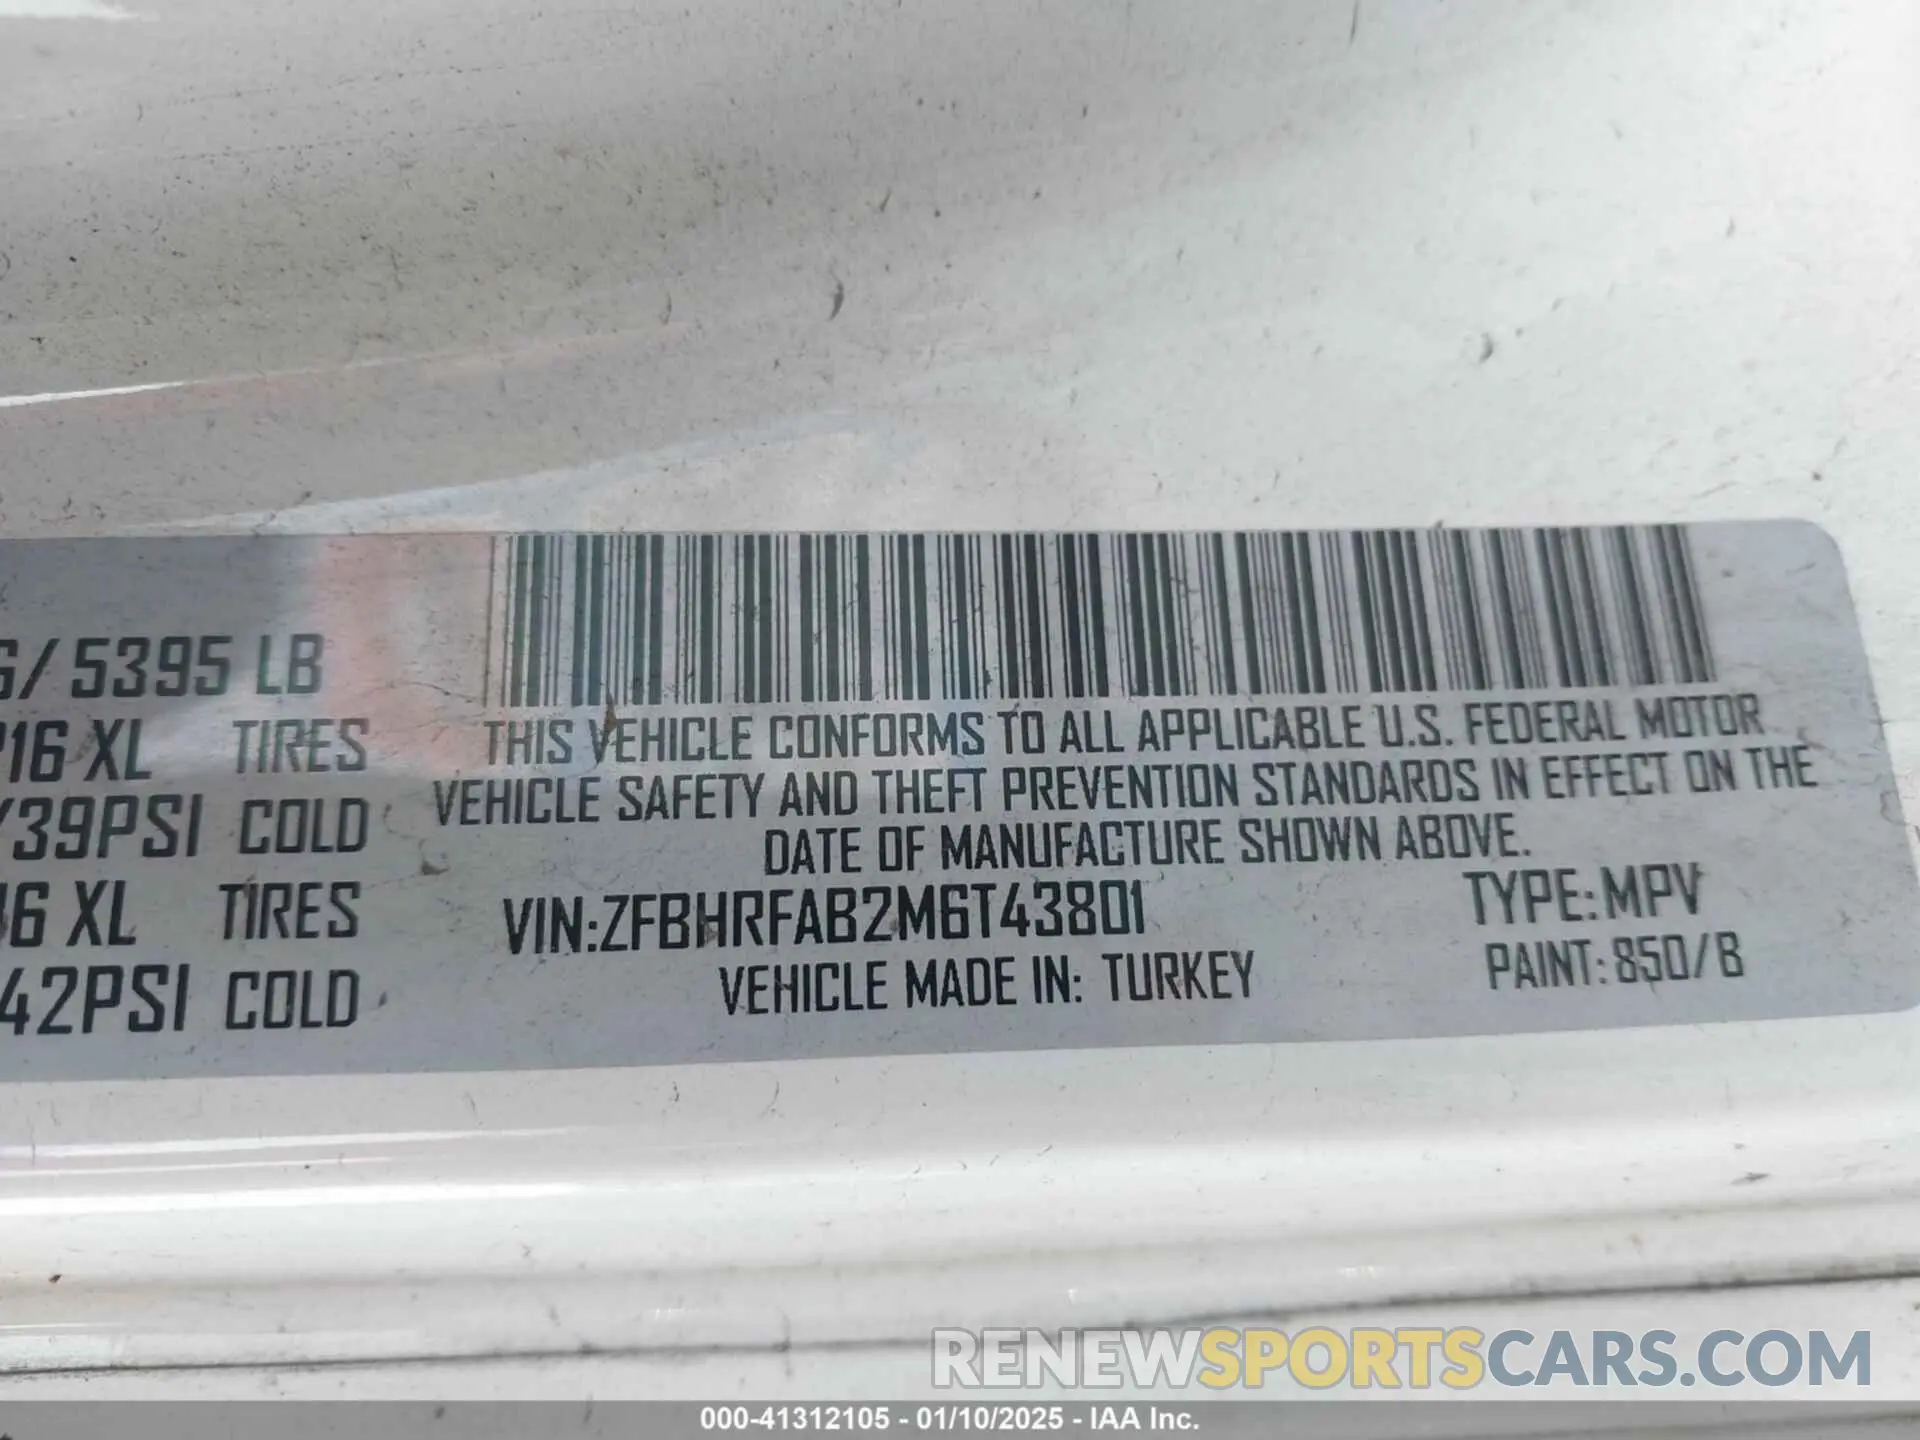 G/ 5395 LB
16 XL TIRES
/39PSI COLD
16 XL TIRES
42PSI COLD
THIS VEHICLE CONFORMS TO ALL APPLICABLE U.S. FEDERAL MOTOR
VEHICLE SAFETY AND THEFT PREVENTION STANDARDS IN EFFECT ON THE
DATE OF MANUFACTURE SHOWN ABOVE.
VIN:ZFBHRFAB2M6T43801 TYPE:MPV
VEHICLE MADE IN: TURKEY PAINT:850/B
RENEWSPORTSCARS.COM
000-41312105 - 01/10/2025 - IAA Inc.